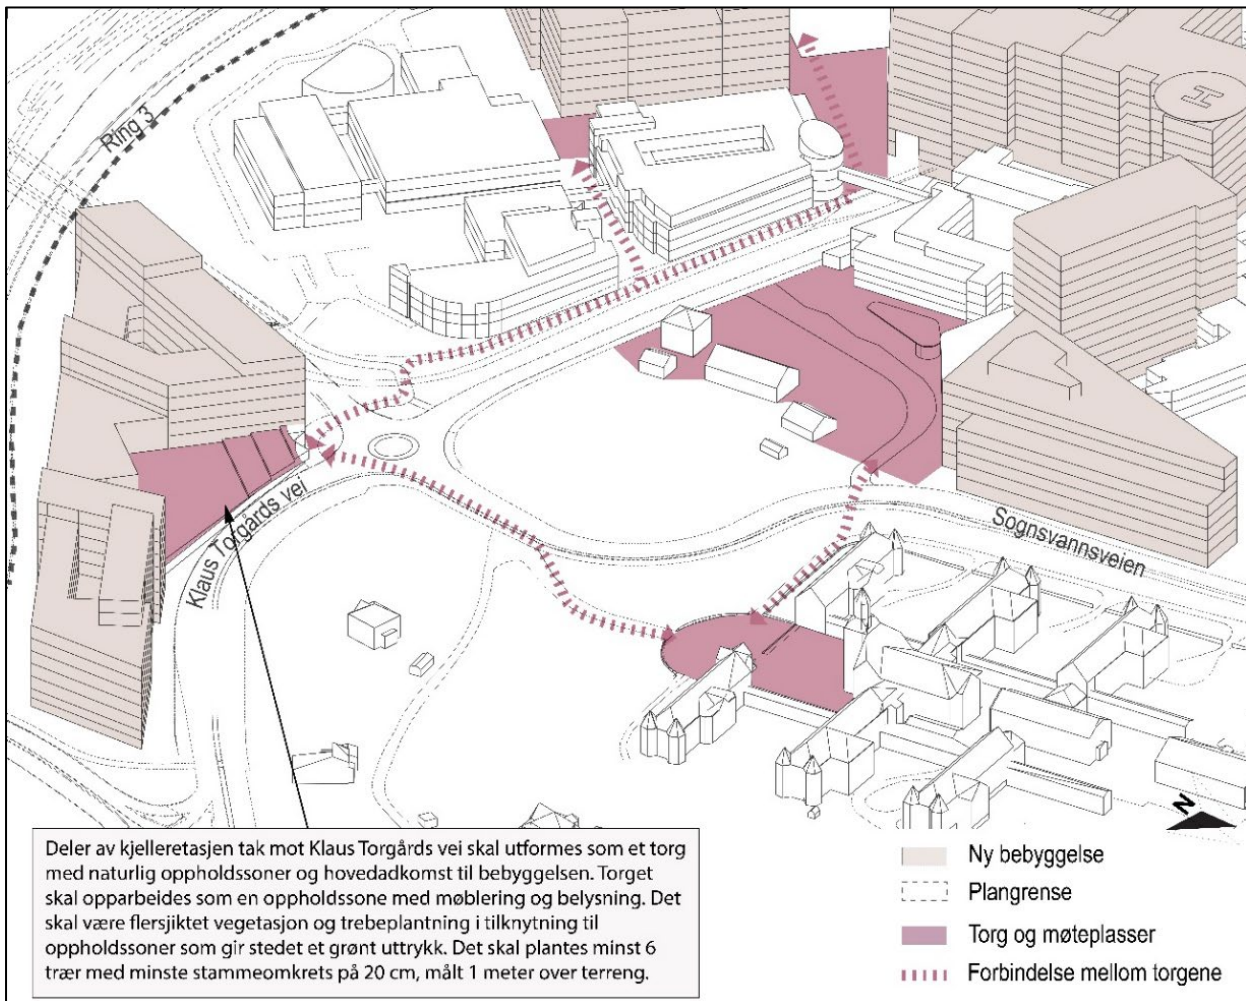 Ring 3
H
Klaus Torgårds vei
Sognsvannsveien
N
Deler av kjelleretasjen tak mot Klaus Torgårds vei skal utformes som et torg
med naturlig oppholdssoner og hovedadkomst til bebyggelsen. Torget
skal opparbeides som en oppholdssone med møblering og belysning. Det
skal være flersjiktet vegetasjon og trebeplantning i tilknytning til
oppholdssoner som gir stedet et grønt uttrykk. Det skal plantes minst 6
trær med minste stammeomkrets på 20 cm, målt 1 meter over terreng.
Ny bebyggelse
Plangrense
Torg og møteplasser
Forbindelse mellom torgene